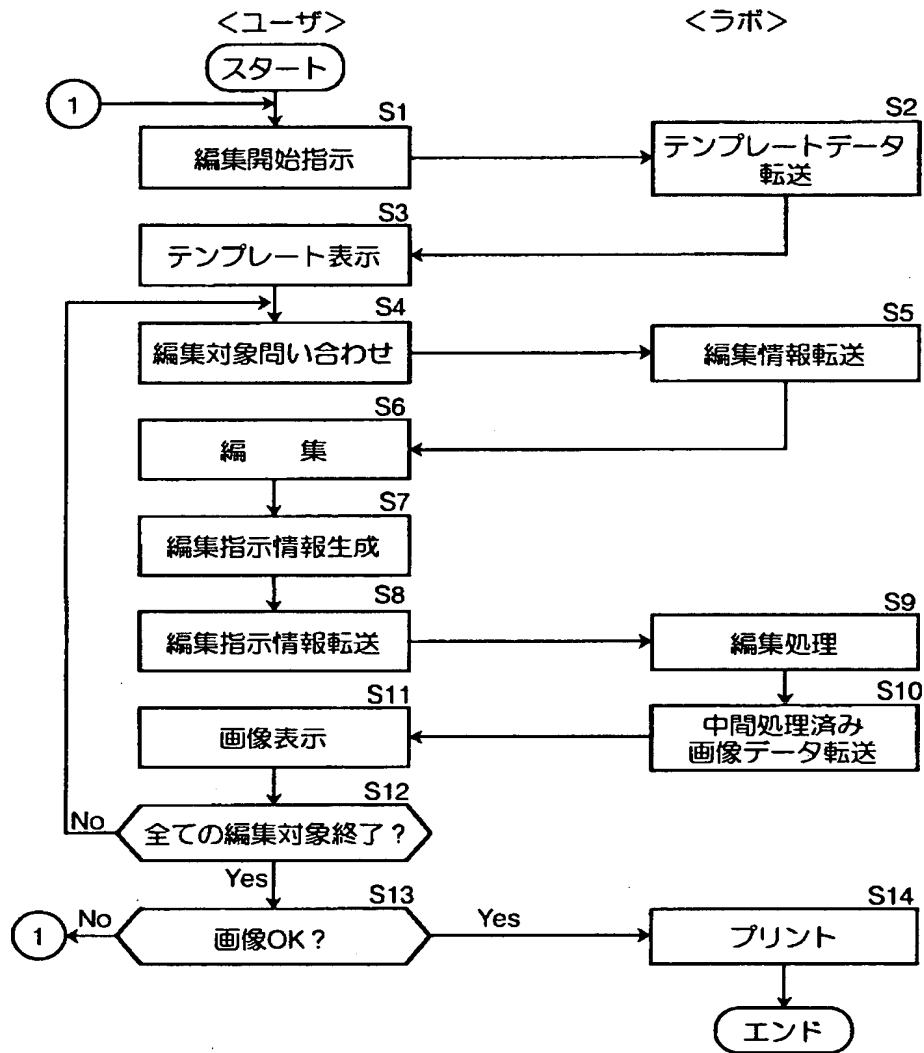 <ユーザ>
<ラボ>
スタート
1
S1
編集開始指示
S2
テンプレートデータ
転送
S3
テンプレート表示
S4
編集対象問い合わせ
S5
編集情報転送
S6
編 集
S7
編集指示情報生成
S8
編集指示情報転送
S9
編集処理
S10
中間処理済み
画像データ転送
S11
画像表示
S12
No
全ての編集対象終了?
Yes
S13
1
No
画像OK?
Yes
S14
プリント
エンド